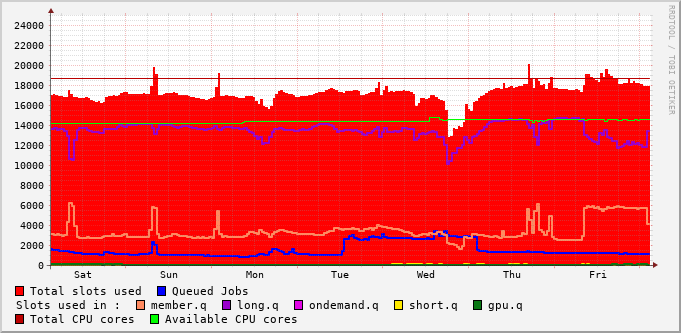 24000
22000
20000
18000
16000
14000
12000
10000
8000
6000
4000
2000
0
Sat Sun Mon Tue Wed Thu Fri
RRDTOOL / TOBI OETIKER
Total slots used Queued Jobs
Slots used in : member.q long.q ondemand.q short.q gpu.q
Total CPU cores Available CPU cores